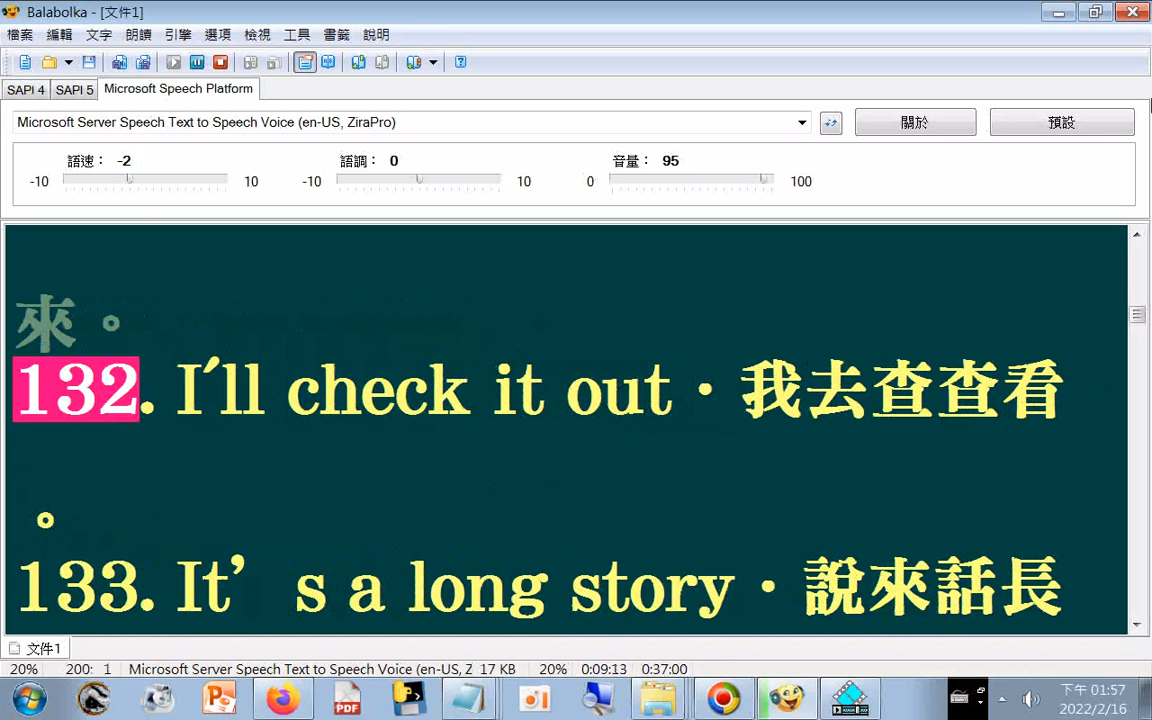 Balabolka - [文件1]
檔案 編輯 文字 朗讀 引擎 選項 檢視 工具 書籤 說明
SAPI 4 SAPI 5 Microsoft Speech Platform
Microsoft Server Speech Text to Speech Voice (en-US, ZiraPro) 關於 預設
語速： -2 語調： 0 音量： 95
-10 10 -10 10 0 100
來。
132. I'll check it out·我去查查看
。
133. It’s a long story·說來話長
文件1
20% 200: 1 Microsoft Server Speech Text to Speech Voice (en-US, Z 17 KB 20% 0:09:13 0:37:00
下午 01:57
2022/2/16
PDF